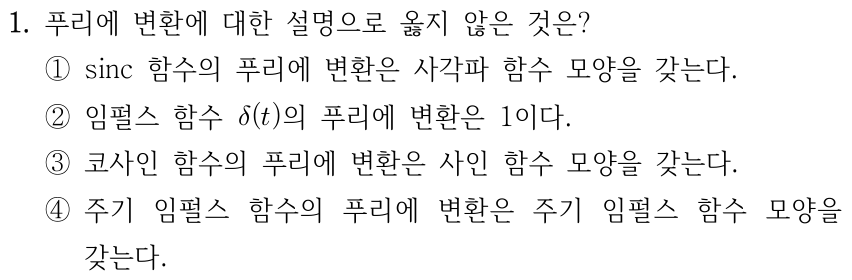 1. 푸리에 변환에 대한 설명으로 옳지 않은 것은?
① sinc 함수의 푸리에 변환은 사각파 함수 모양을 갖는다.
② 임펄스 함수 δ(t)의 푸리에 변환은 1이다.
③ 코사인 함수의 푸리에 변환은 사인 함수 모양을 갖는다.
④ 주기 임펄스 함수의 푸리에 변환은 주기 임펄스 함수 모양을
갖는다.